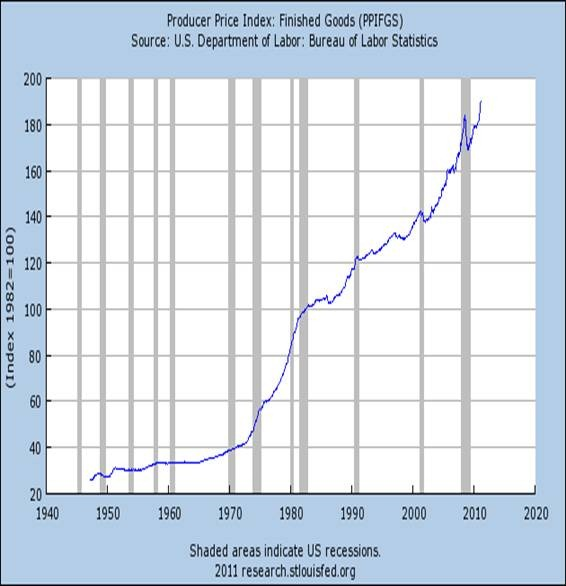 Producer Price Index: Finished Goods (PPIFGS)
Source: U.S. Department of Labor: Bureau of Labor Statistics
200
180
160
140
120
100
80
60
40
20
(Index 1982=100)
1940 1950 1960 1970 1980 1990 2000 2010 2020
Shaded areas indicate US recessions.
2011 research.stlouisfed.org